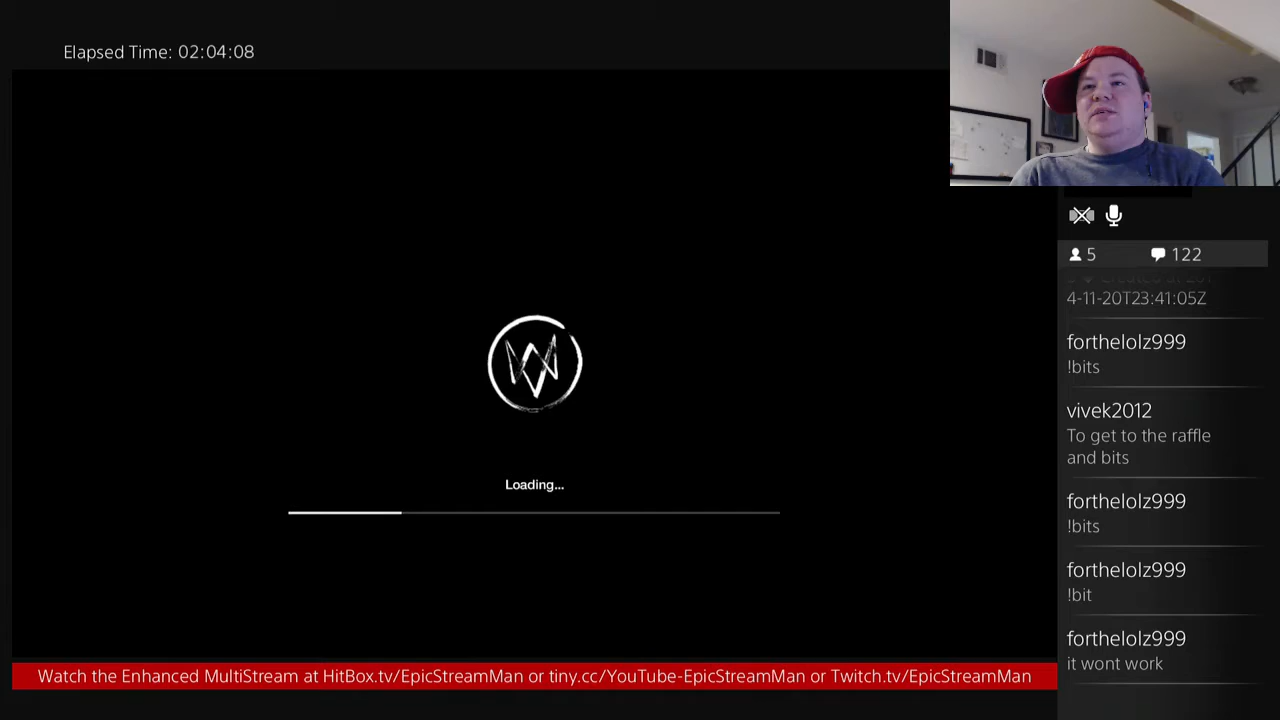 Elapsed Time: 02:04:08
5 122
4-11-20T23:41:05Z
forthelolz999
!bits
vivek2012
To get to the raffle
and bits
forthelolz999
!bits
forthelolz999
!bit
forthelolz999
it wont work
Loading...
Watch the Enhanced MultiStream at HitBox.tv/EpicStreamMan or tiny.cc/YouTube-EpicStreamMan or Twitch.tv/EpicStreamMan